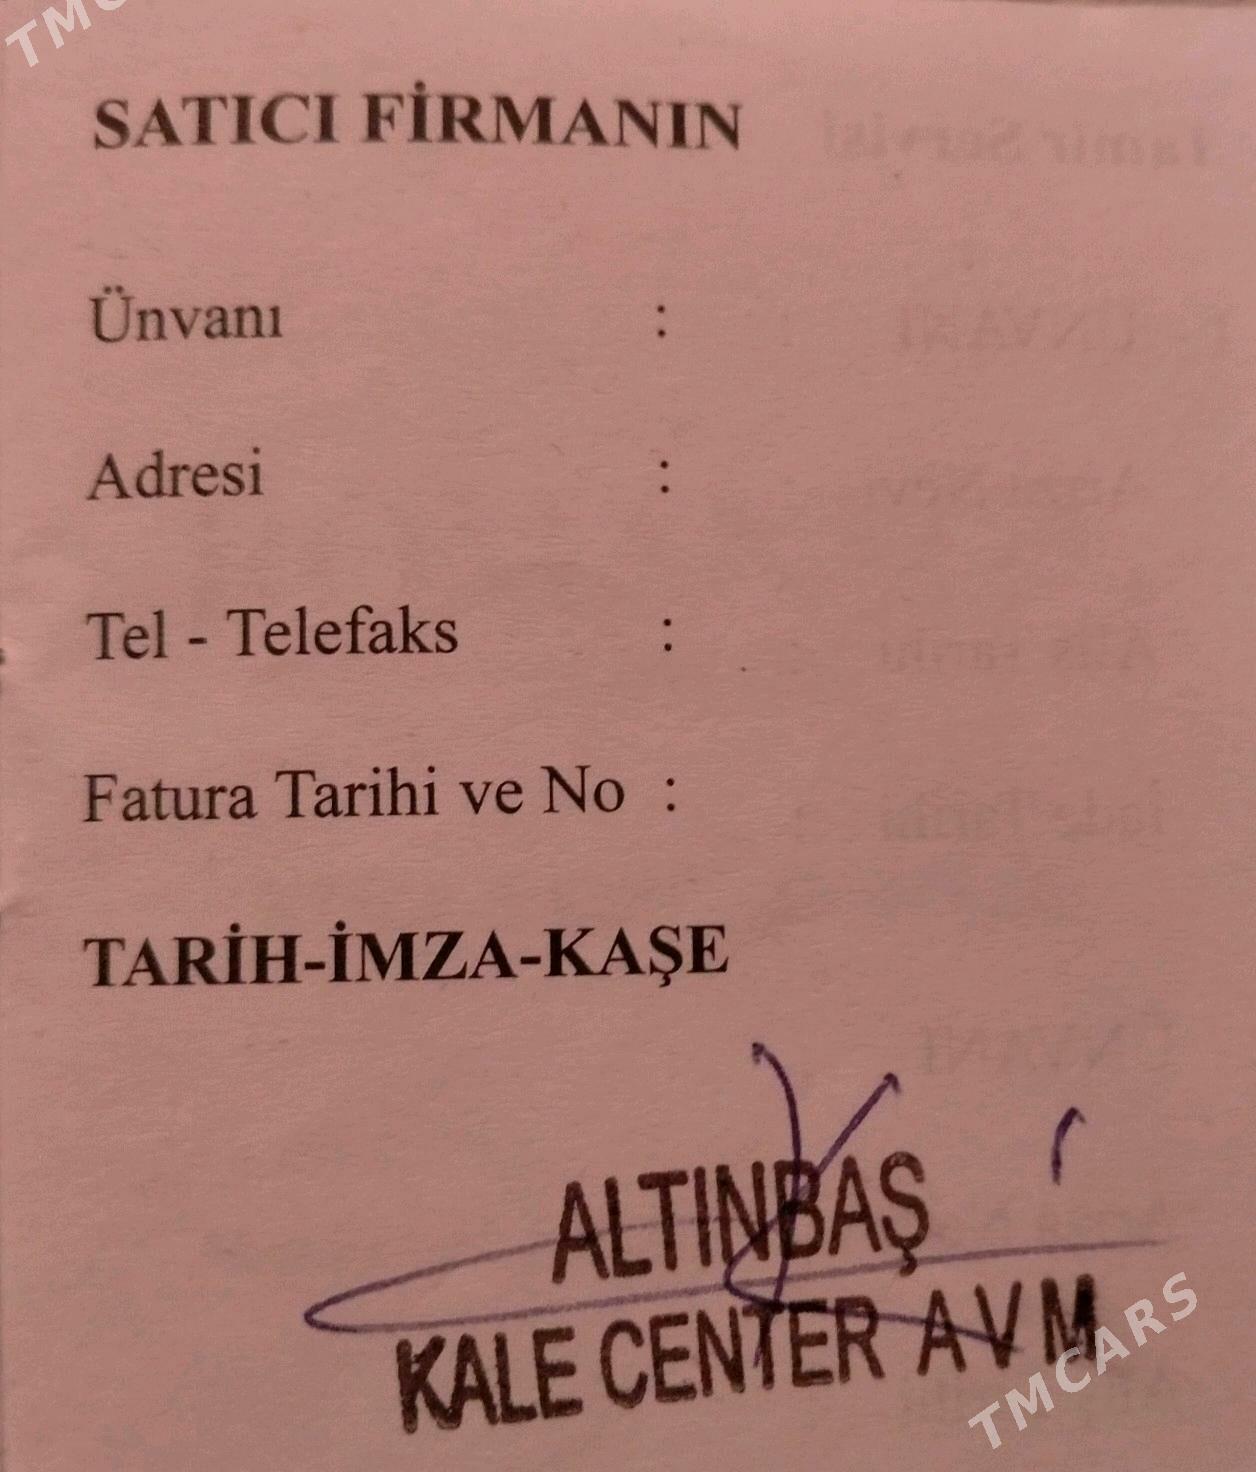 SATICI FİRMANIN
Ünvanı :
Adresi :
Tel - Telefaks :
Fatura Tarihi ve No :
TARİH-İMZA-KAŞE
ALTINBAŞ
KALE CENTER AVM
TMCARS